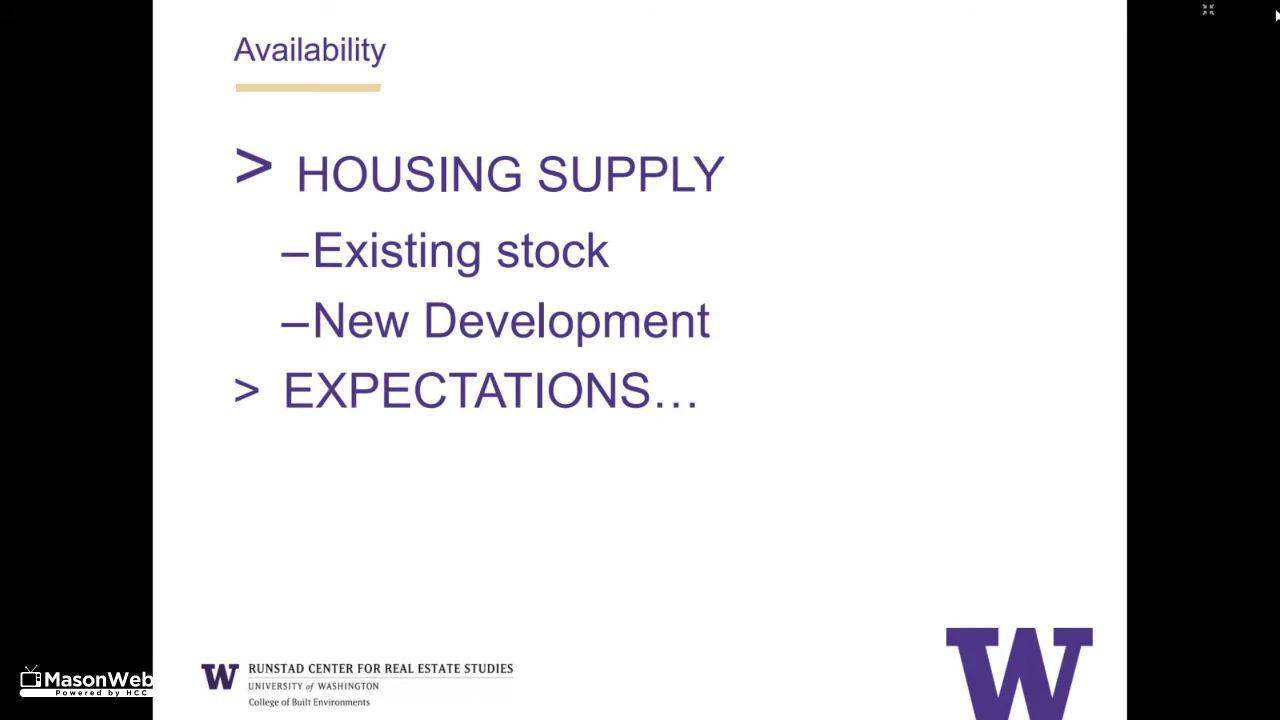 Availability
> HOUSING SUPPLY
–Existing stock
–New Development
> EXPECTATIONS…
W
RUNSTAD CENTER FOR REAL ESTATE STUDIES
UNIVERSITY of WASHINGTON
College of Built Environments
W
MasonWeb
Powered by HCC